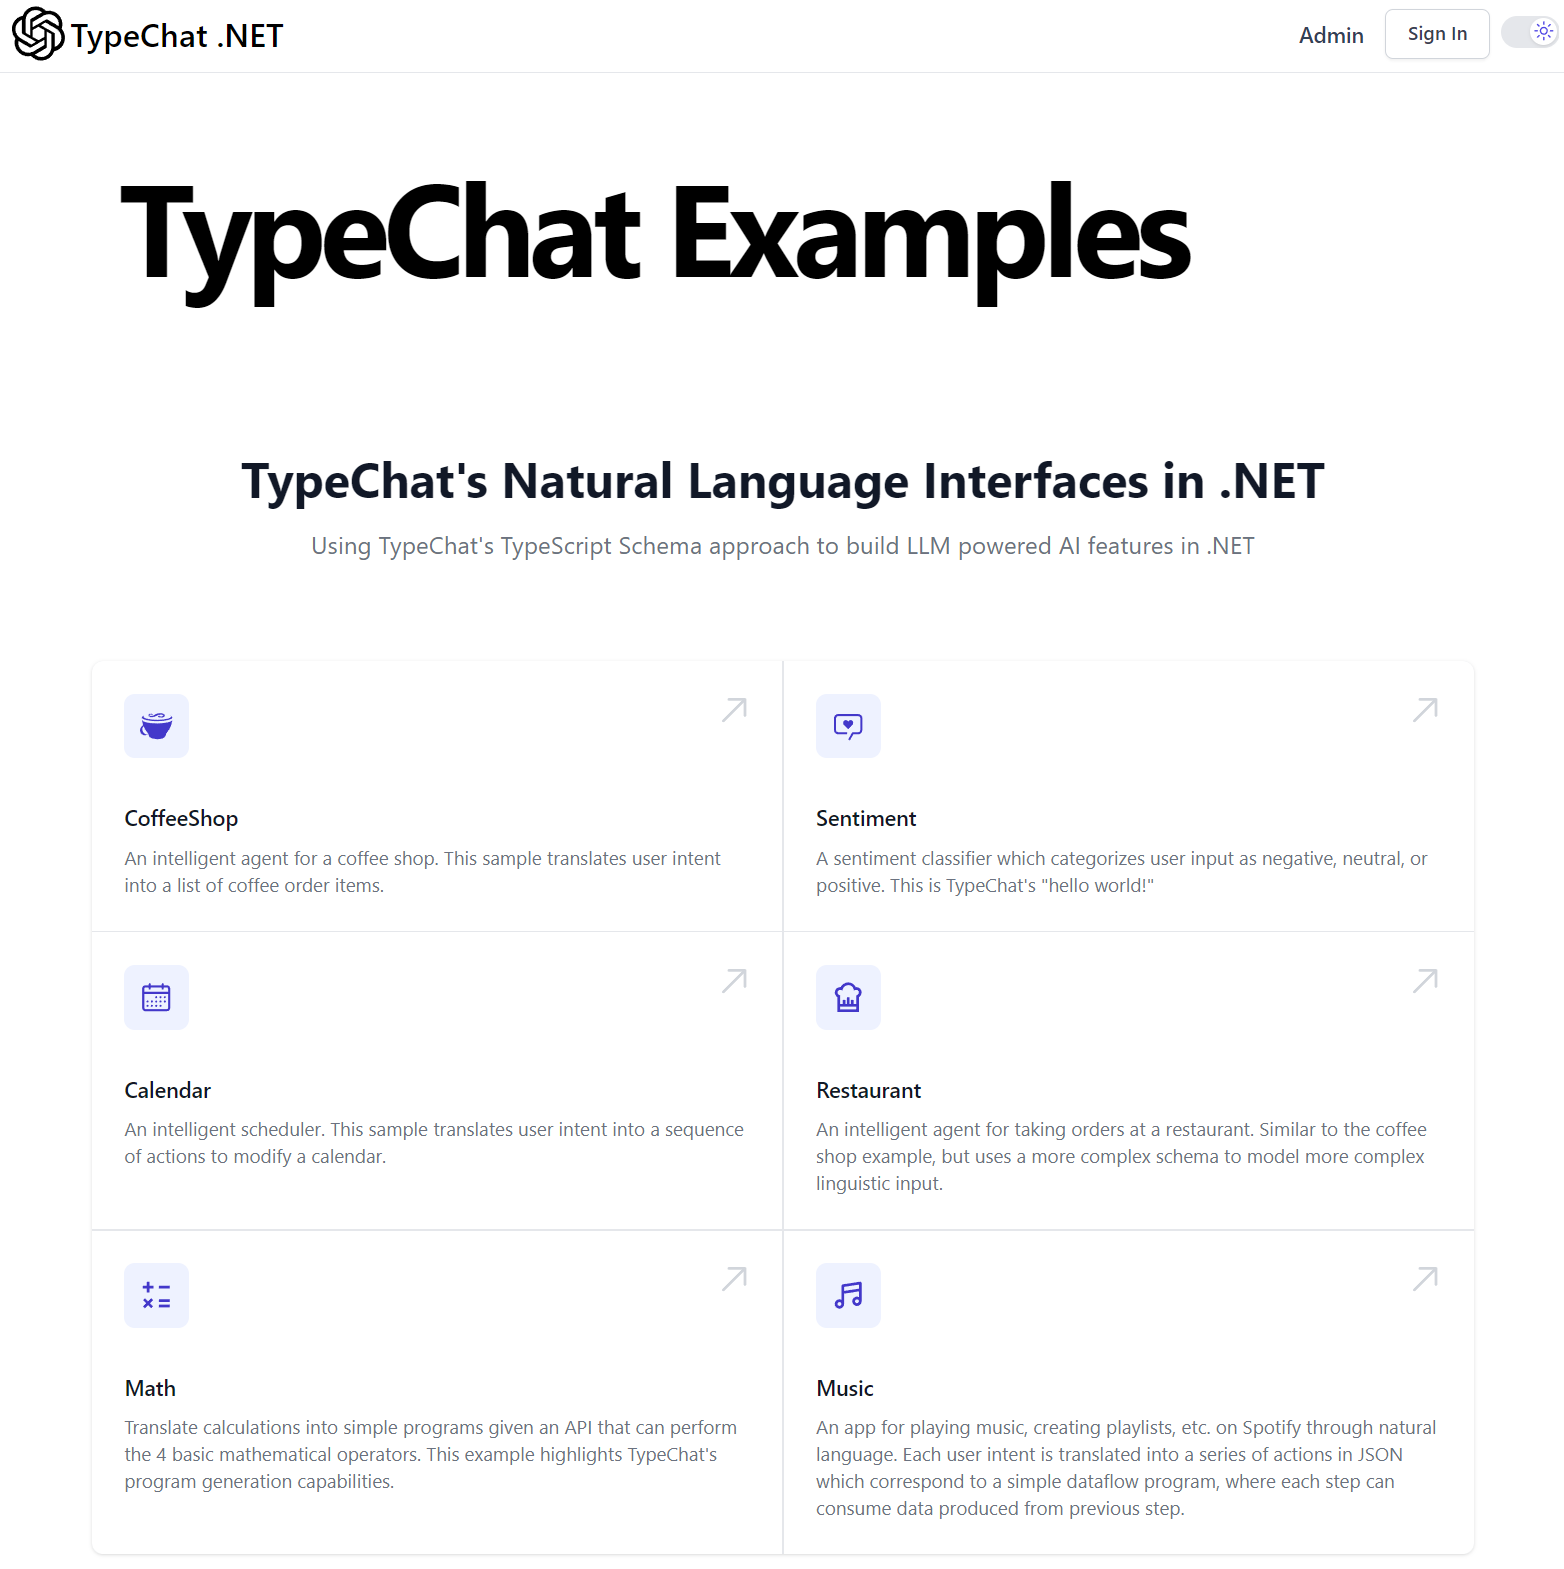 TypeChat .NET
Admin
Sign In
TypeChat Examples
TypeChat's Natural Language Interfaces in .NET
Using TypeChat's TypeScript Schema approach to build LLM powered AI features in .NET
CoffeeShop
An intelligent agent for a coffee shop. This sample translates user intent
into a list of coffee order items.
Sentiment
A sentiment classifier which categorizes user input as negative, neutral, or
positive. This is TypeChat's "hello world!"
Calendar
An intelligent scheduler. This sample translates user intent into a sequence
of actions to modify a calendar.
Restaurant
An intelligent agent for taking orders at a restaurant. Similar to the coffee
shop example, but uses a more complex schema to model more complex
linguistic input.
Math
Translate calculations into simple programs given an API that can perform
the 4 basic mathematical operators. This example highlights TypeChat's
program generation capabilities.
Music
An app for playing music, creating playlists, etc. on Spotify through natural
language. Each user intent is translated into a series of actions in JSON
which correspond to a simple dataflow program, where each step can
consume data produced from previous step.